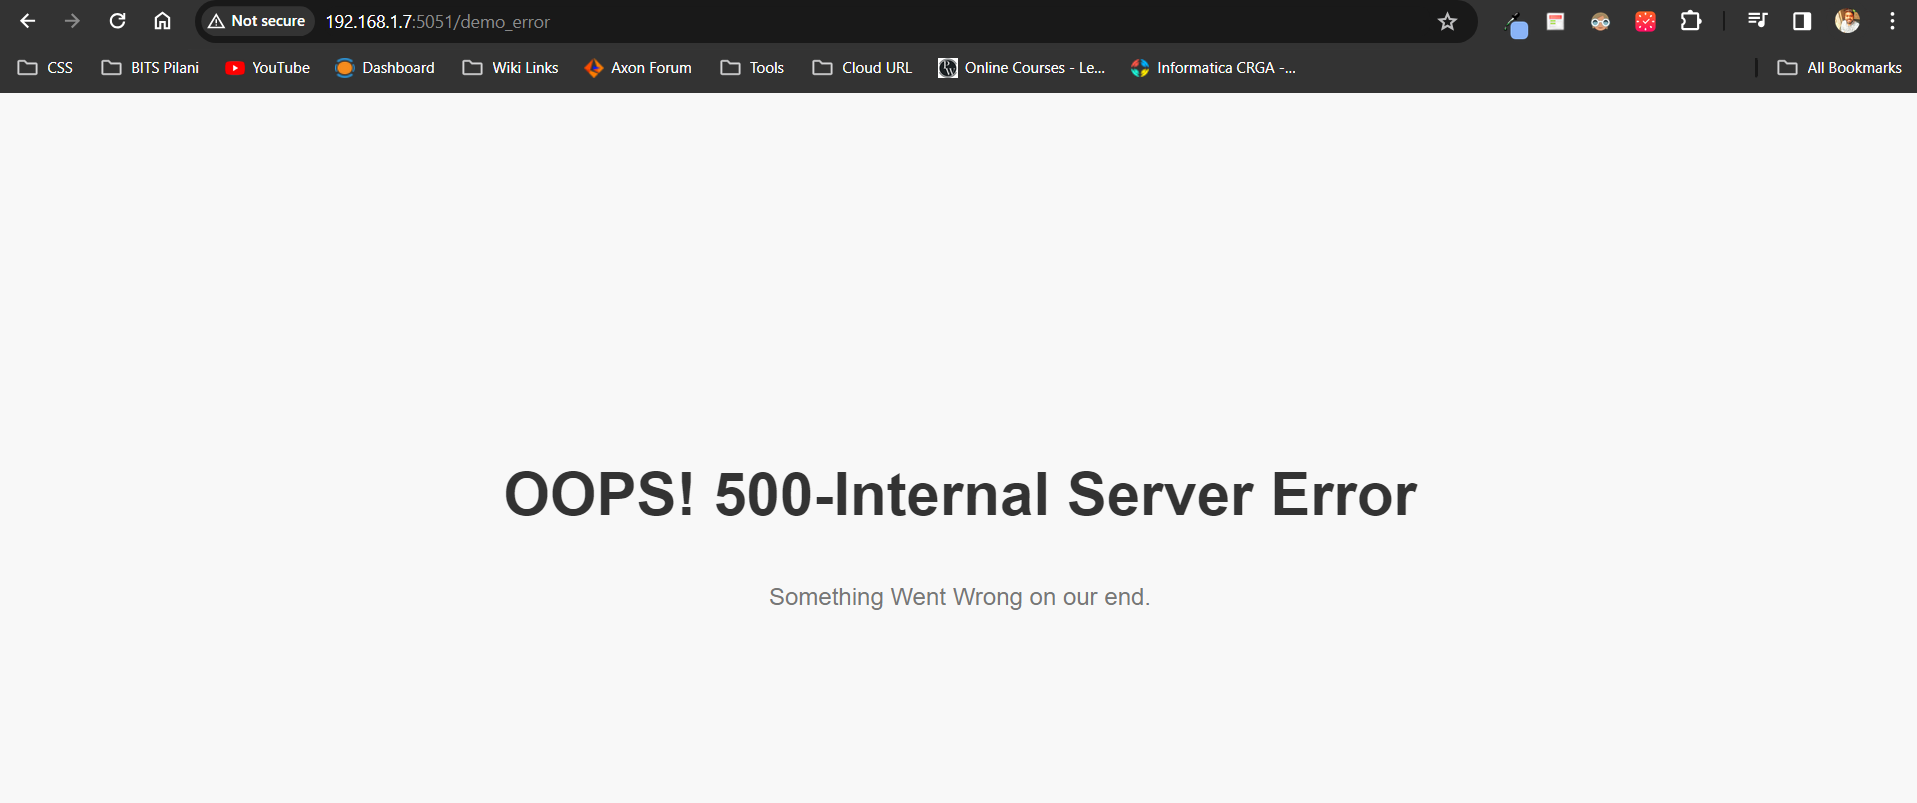 Not secure 192.168.1.7:5051/demo_error
CSS BITS Pilani YouTube Dashboard Wiki Links Axon Forum Tools Cloud URL Online Courses - Le... Informatica CRGA -... All Bookmarks
OOPS! 500-Internal Server Error
Something Went Wrong on our end.